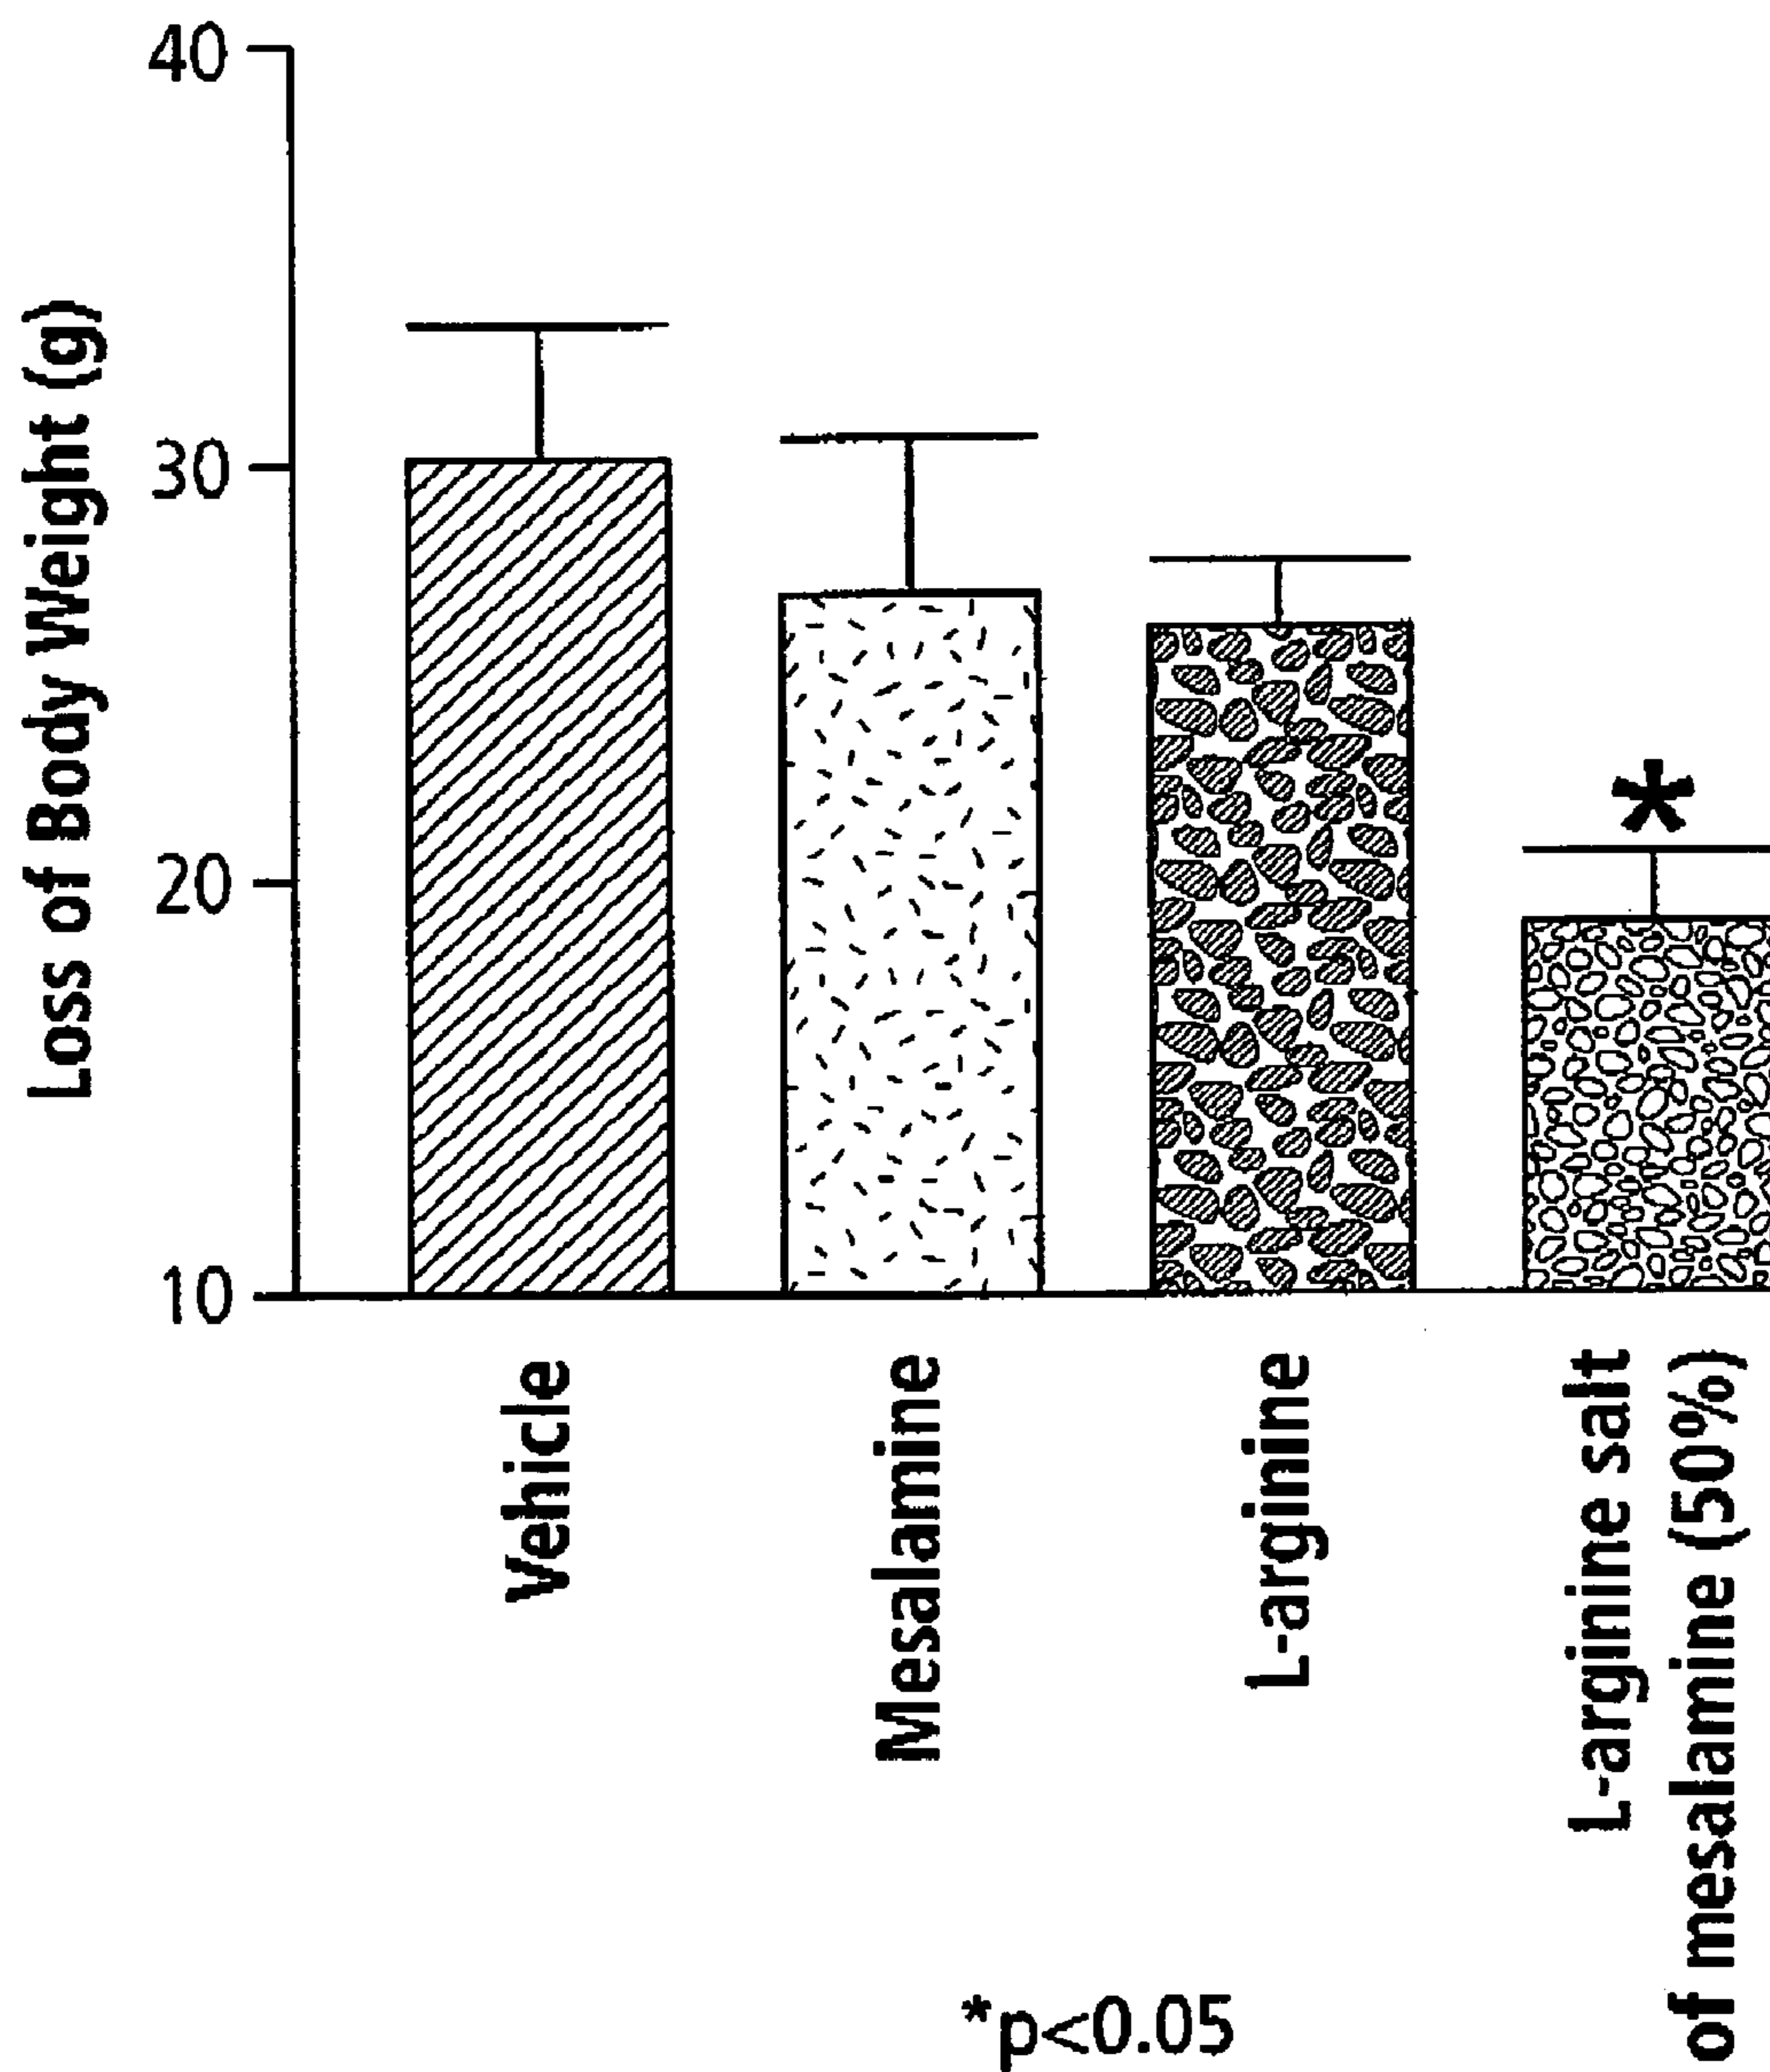 Loss of Body Weight (g)
40
30
20
10
Vehicle
Mesalamine
L-arginine
L-arginine salt
of mesalamine (50%)
*
*p<0.05